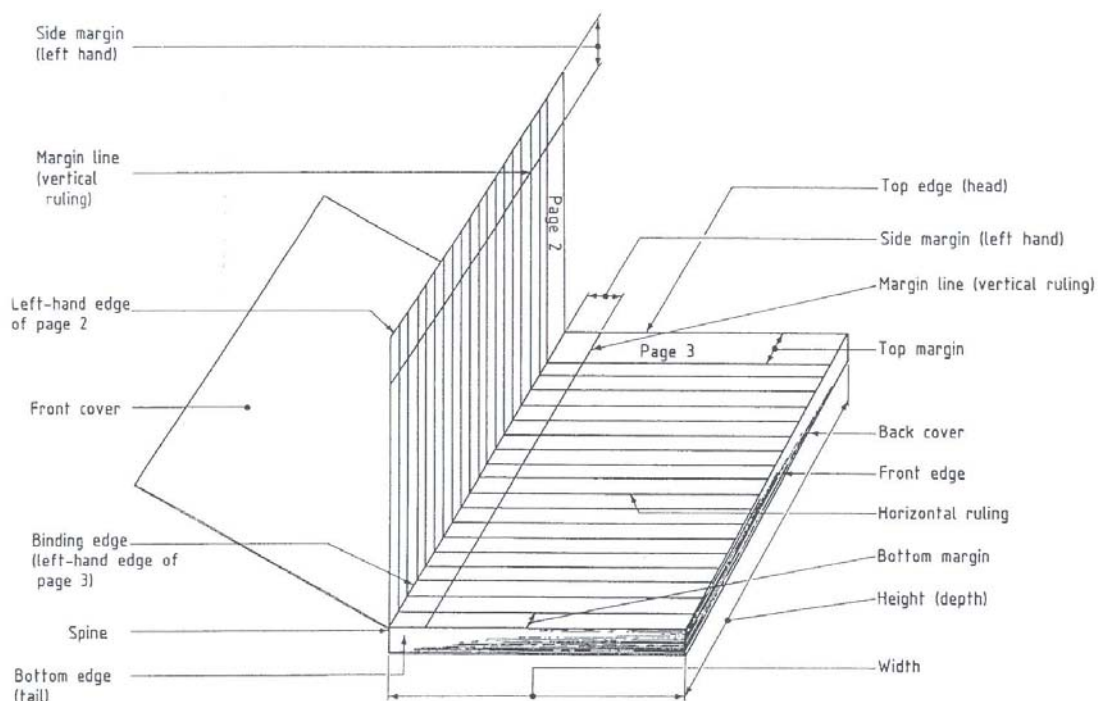 Side margin
(left hand)
Margin line
(vertical
ruling)
Left-hand edge
of page 2
Front cover
Binding edge
(left-hand edge of
page 3)
Spine
Bottom edge
(tail)
Page 2
Page 3
Top edge (head)
Side margin (left hand)
Margin line (vertical ruling)
Top margin
Back cover
Front edge
Horizontal ruling
Bottom margin
Height (depth)
Width